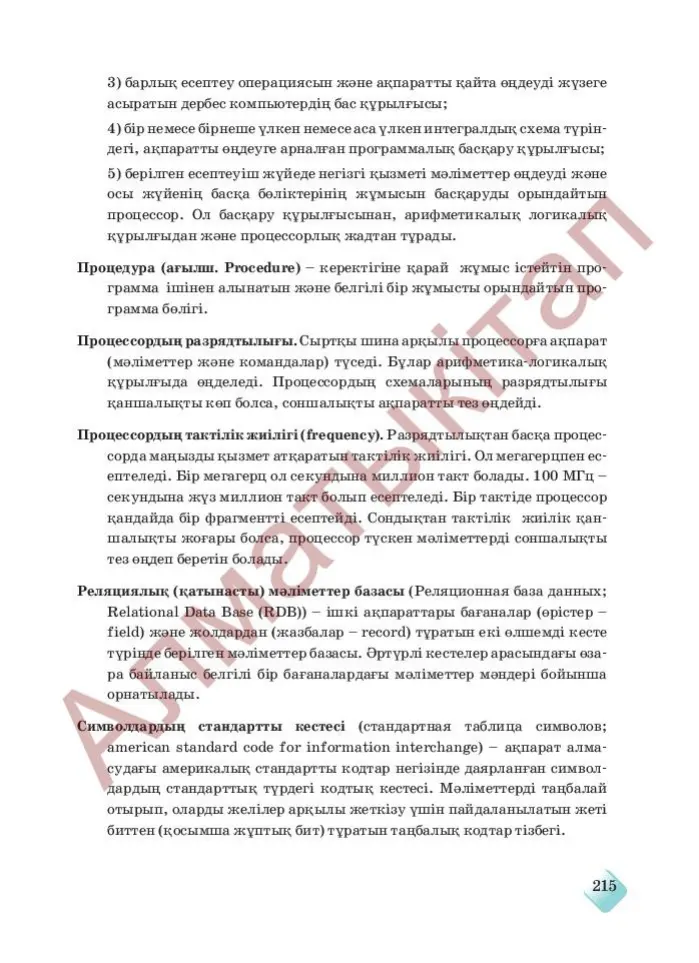 3) барлық есептеу операциясын және ақпаратты қайта өңдеуді жүзеге
асыратын дербес компьютердің бас құрылғысы;
4) бір немесе бірнеше үлкен немесе аса үлкен интегралдық схема түрін-
дегі, ақпаратты өңдеуге арналған программалық басқару құрылғысы;
5) берілген есептеуіш жүйеде негізгі қызметі мәліметтер өңдеуді және
осы жүйенің басқа бөліктерінің жұмысын басқаруды орындайтын
процессор. Ол басқару құрылғысынан, арифметикалық логикалық
құрылғыдан және процессорлық жадтан тұрады.
Процедура (ағылш. Procedure) – керектігіне қарай жұмыс істейтін про-
грамма ішінен алынатын және белгілі бір жұмысты орындайтын про-
грамма бөлігі.
Процессордың разрядтылығы. Сыртқы шина арқылы процессорға ақпарат
(мәліметтер және командалар) түседі. Бұлар арифметика-логикалық
құрылғыда өңделеді. Процессордың схемаларының разрядтылығы
қаншалықты көп болса, соншалықты ақпаратты тез өңдейді.
Процессордың тактілік жиілігі (frequency). Разрядтылықтан басқа процес-
сорда маңызды қызмет атқаратын тактілік жиілігі. Ол мегагерцпен ес-
ептеледі. Бір мегагерц ол секундына миллион такт болады. 100 МГц –
секундына жүз миллион такт болып есептеледі. Бір тактіде процессор
қандайда бір фрагментті есептейді. Сондықтан тактілік жиілік қан-
шалықты жоғары болса, процессор түскен мәліметтерді соншалықты
тез өңдеп беретін болады.
Реляциялық (қатынасты) мәліметтер базасы (Реляционная база данных;
Relational Data Base (RDB)) – ішкі ақпараттары бағаналар (өрістер –
field) және жолдардан (жазбалар – record) тұратын екі өлшемді кесте
түрінде берілген мәліметтер базасы. Әртүрлі кестелер арасындағы өза-
ра байланыс белгілі бір бағаналардағы мәліметтер мәндері бойынша
орнатылады.
Символдардың стандартты кестесі (стандартная таблица символов;
american standard code for information interchange) – ақпарат алма-
судағы америкалық стандартты кодтар негізінде даярланған символ-
дардың стандарттық түрдегі кодтық кестесі. Мәліметтерді таңбалай
отырып, оларды желілер арқылы жеткізу үшін пайдаланылатын жеті
биттен (қосымша жұптық бит) тұратын таңбалық кодтар тізбегі.
215
Алматыкітап